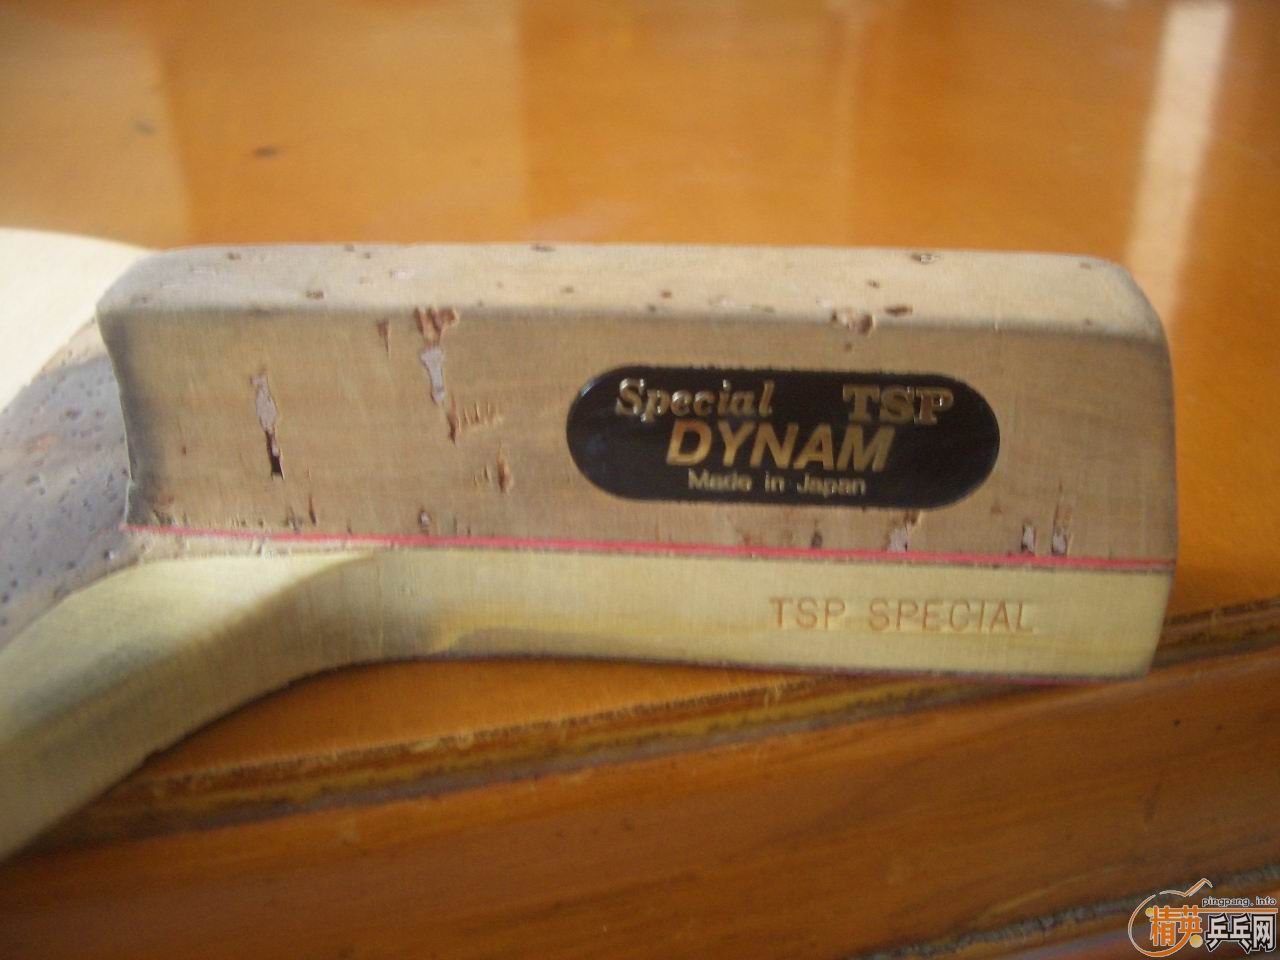 Special TSP
DYNAM
Made in Japan
TSP SPECIAL
pingpang.info
精英乒乓网